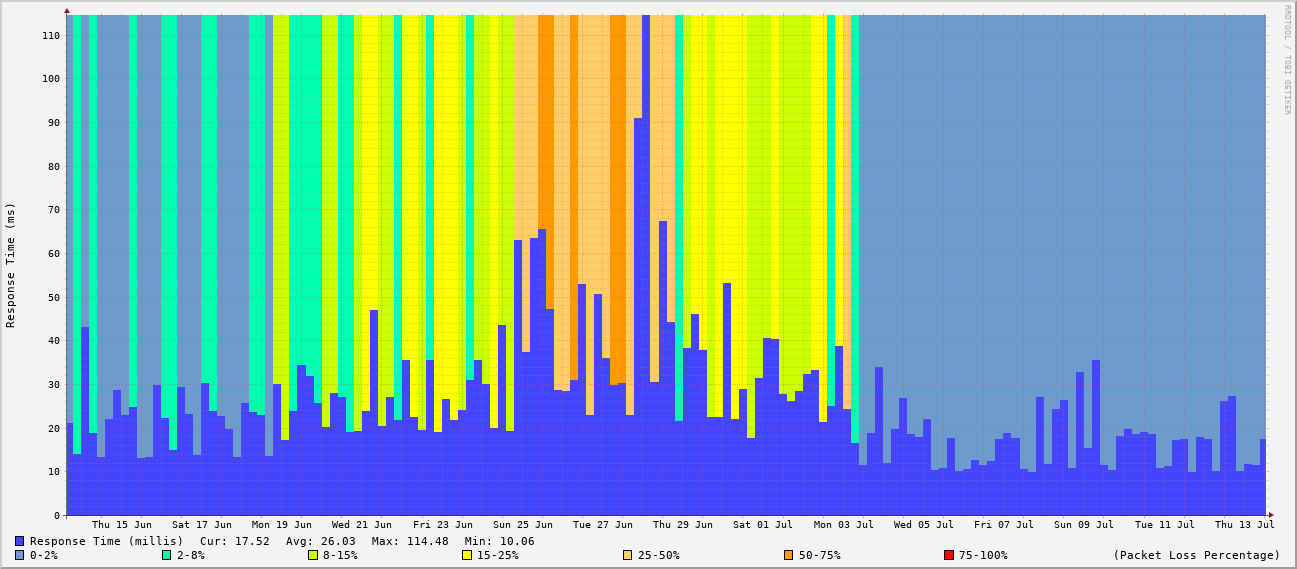 RRDTOOL / TOBI OETIKER
Response Time (ms)
110
100
90
80
70
60
50
40
30
20
10
0
Thu 15 Jun Sat 17 Jun Mon 19 Jun Wed 21 Jun Fri 23 Jun Sun 25 Jun Tue 27 Jun Thu 29 Jun Sat 01 Jul Mon 03 Jul Wed 05 Jul Fri 07 Jul Sun 09 Jul Tue 11 Jul Thu 13 Jul
Response Time (millis) Cur: 17.52 Avg: 26.03 Max: 114.48 Min: 10.06
0-2% 2-8% 8-15% 15-25% 25-50% 50-75% 75-100% (Packet Loss Percentage)